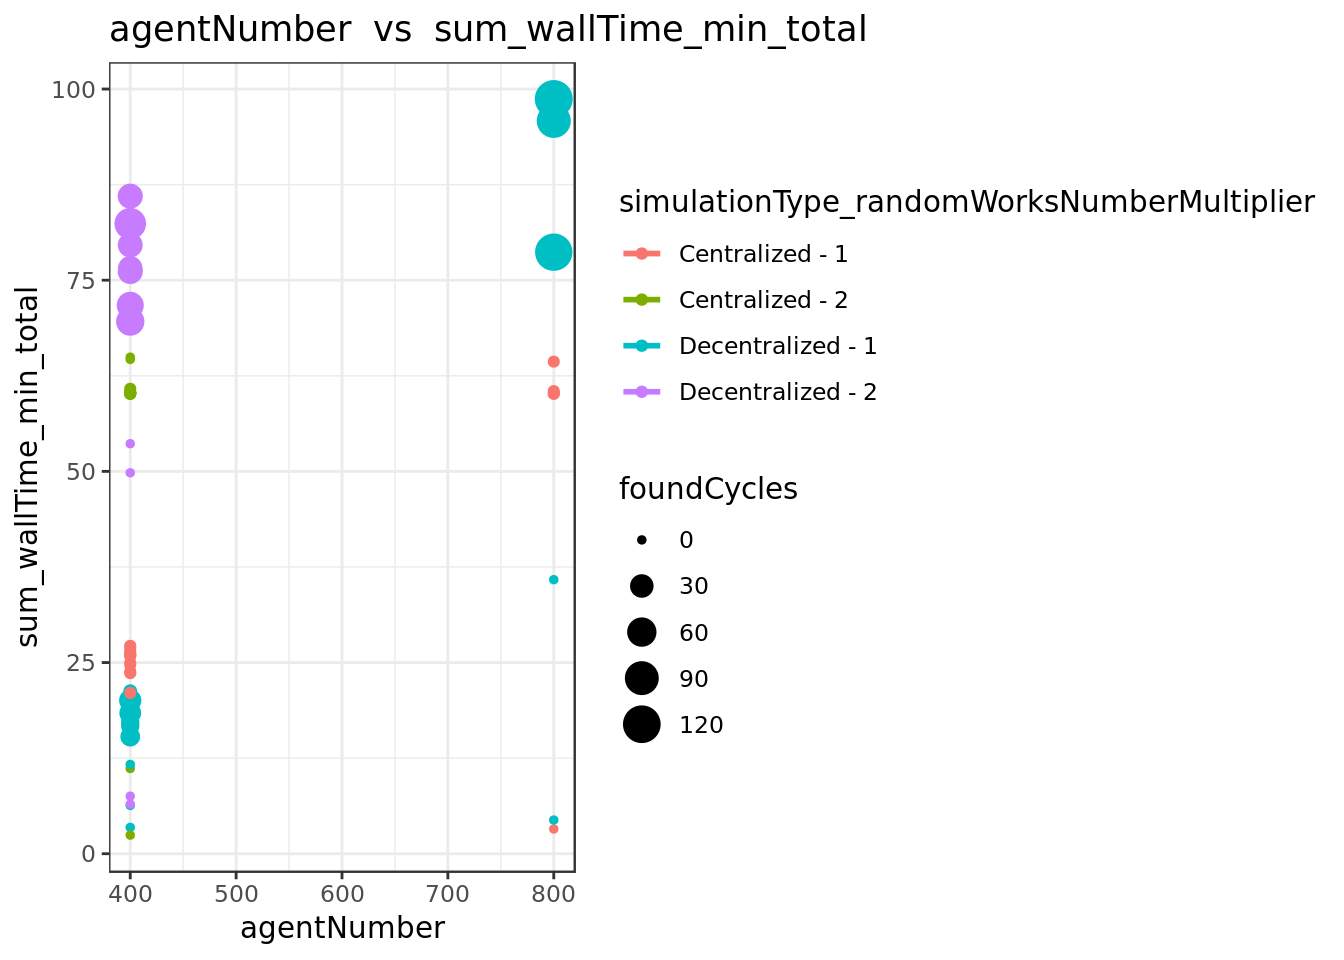 agentNumber vs sum_wallTime_min_total
sum_wallTime_min_total
100
75
50
25
0
400 500 600 700 800
agentNumber
simulationType_randomWorksNumberMultiplier
Centralized - 1
Centralized - 2
Decentralized - 1
Decentralized - 2
foundCycles
0
30
60
90
120